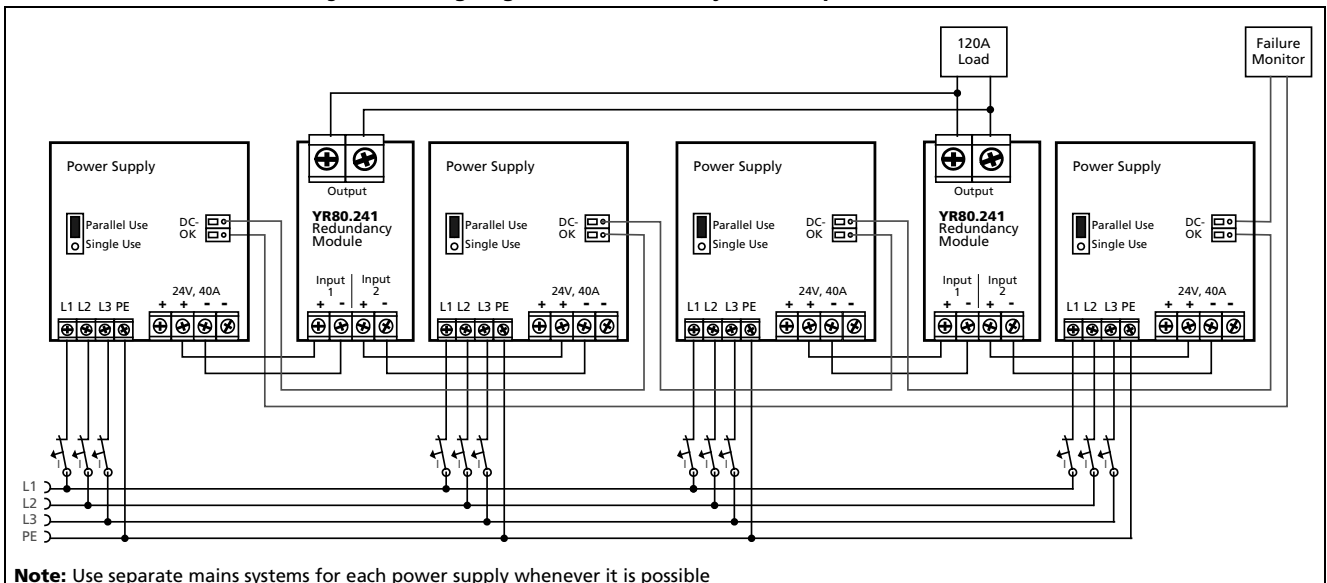 120A
Load
Failure
Monitor
Power Supply
Parallel Use
Single Use
DC-
OK
24V, 40A
L1 L2 L3 PE
+ + - -
Output
YR80.241
Redundancy
Module
Input
1
Input
2
+ - + -
Power Supply
Parallel Use
Single Use
DC-
OK
24V, 40A
L1 L2 L3 PE
+ + - -
Power Supply
Parallel Use
Single Use
DC-
OK
24V, 40A
L1 L2 L3 PE
+ + - -
Output
YR80.241
Redundancy
Module
Input
1
Input
2
+ - + -
Power Supply
Parallel Use
Single Use
DC-
OK
24V, 40A
L1 L2 L3 PE
+ + - -
I I I
I I I
I I I
I I I
L1
L2
L3
PE
Note: Use separate mains systems for each power supply whenever it is possible